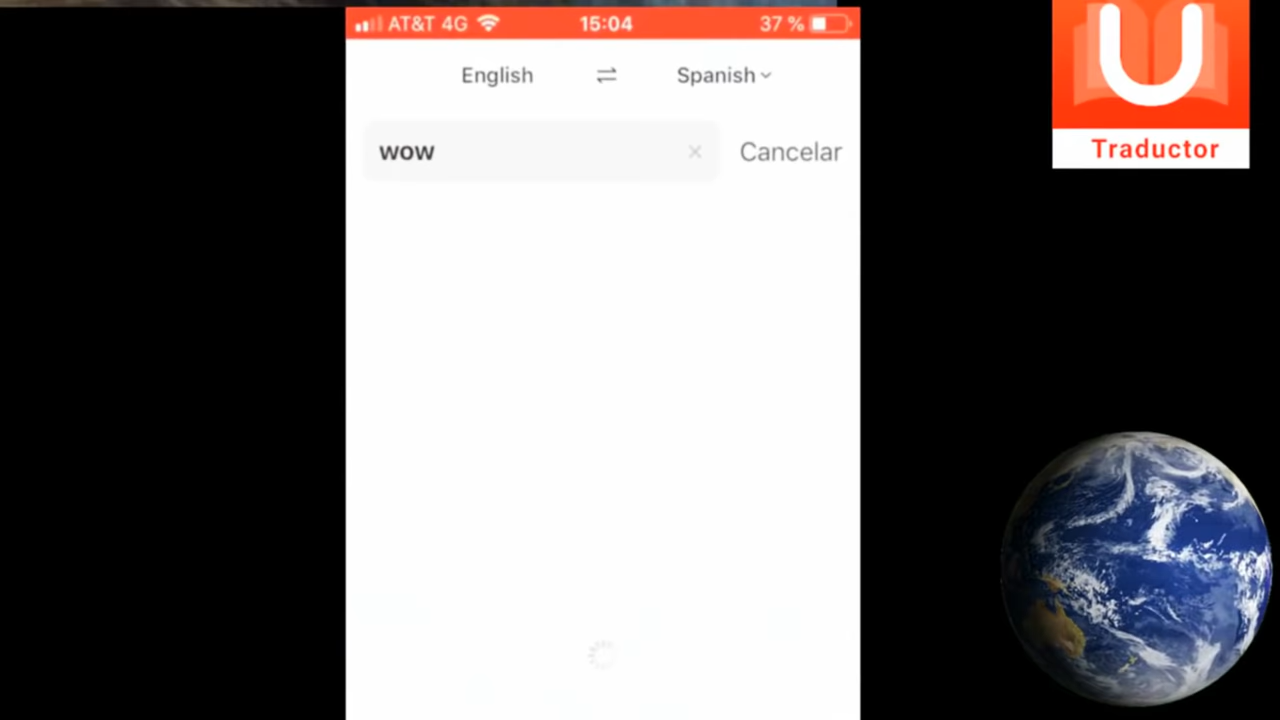 AT&T 4G 15:04 37 %
English Spanish
wow Cancelar
U
Traductor